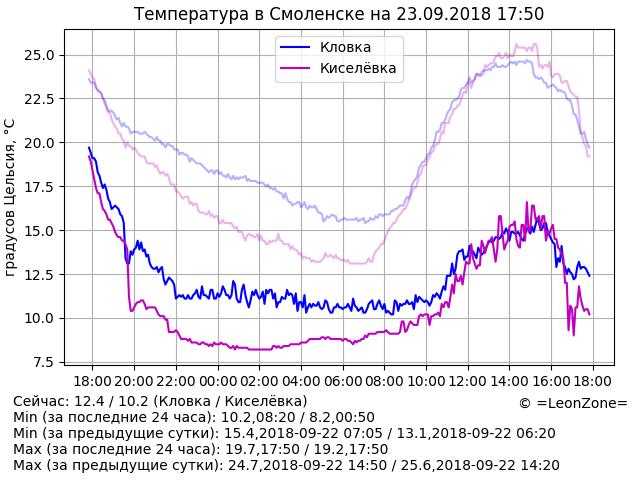 Температура в Смоленске на 23.09.2018 17:50
Кловка
Киселёвка
градусов Цельсия, °C
25.0
22.5
20.0
17.5
15.0
12.5
10.0
7.5
18:00 20:00 22:00 00:00 02:00 04:00 06:00 08:00 10:00 12:00 14:00 16:00 18:00
Сейчас: 12.4 / 10.2 (Кловка / Киселёвка)
© =LeonZone=
Min (за последние 24 часа): 10.2,08:20 / 8.2,00:50
Min (за предыдущие сутки): 15.4,2018-09-22 07:05 / 13.1,2018-09-22 06:20
Max (за последние 24 часа): 19.7,17:50 / 19.2,17:50
Max (за предыдущие сутки): 24.7,2018-09-22 14:50 / 25.6,2018-09-22 14:20